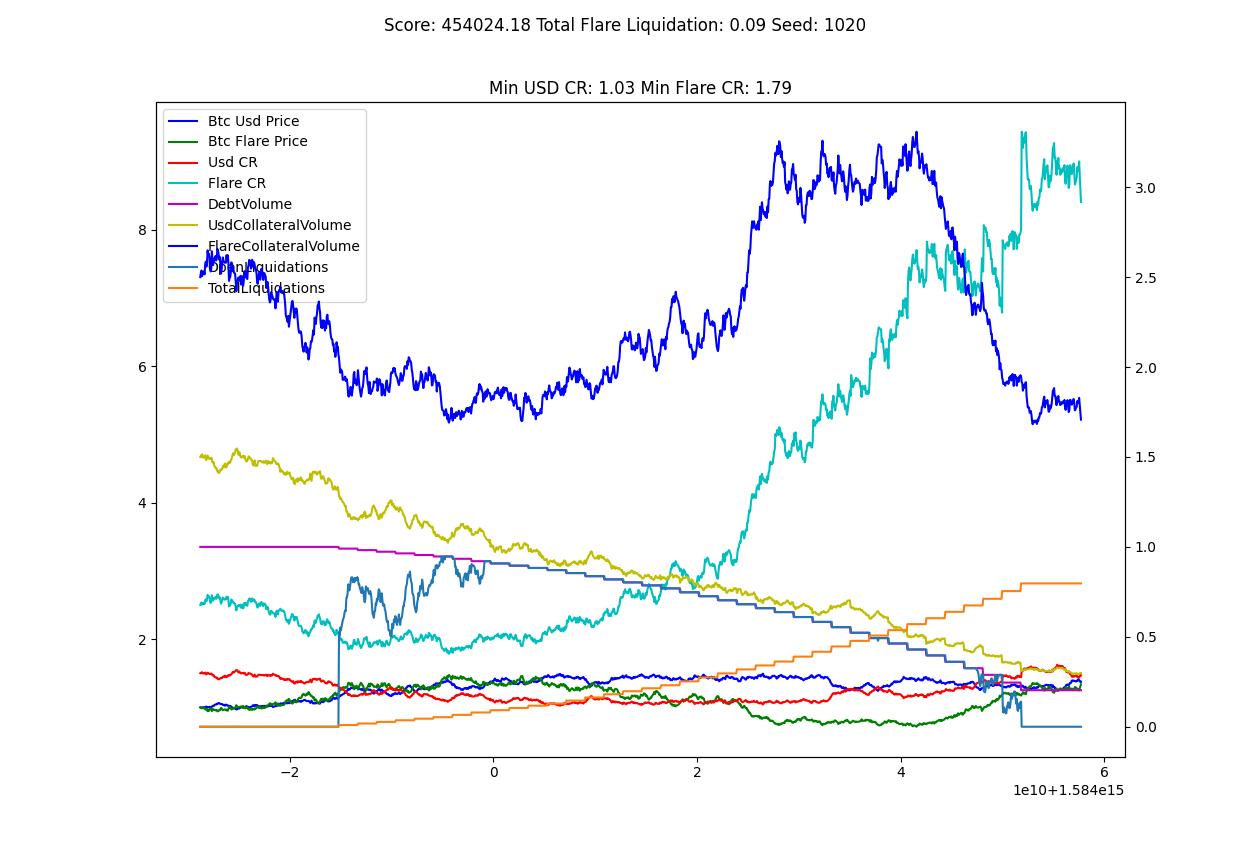 Score: 454024.18 Total Flare Liquidation: 0.09 Seed: 1020
Min USD CR: 1.03 Min Flare CR: 1.79
Btc Usd Price
Btc Flare Price
Usd CR
Flare CR
DebtVolume
UsdCollateralVolume
FlareCollateralVolume
OpenLiquidations
TotalLiquidations
8
6
4
2
3.0
2.5
2.0
1.5
1.0
0.5
0.0
−2 0 2 4 6
1e10+1.584e15